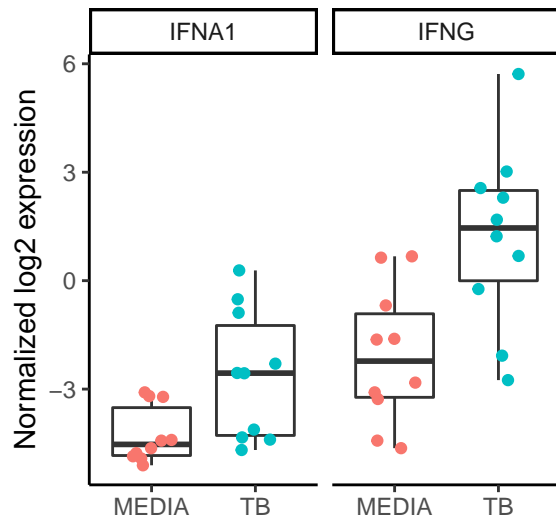 IFNA1
IFNG
Normalized log2 expression
6
3
0
−3
MEDIA
TB
MEDIA
TB